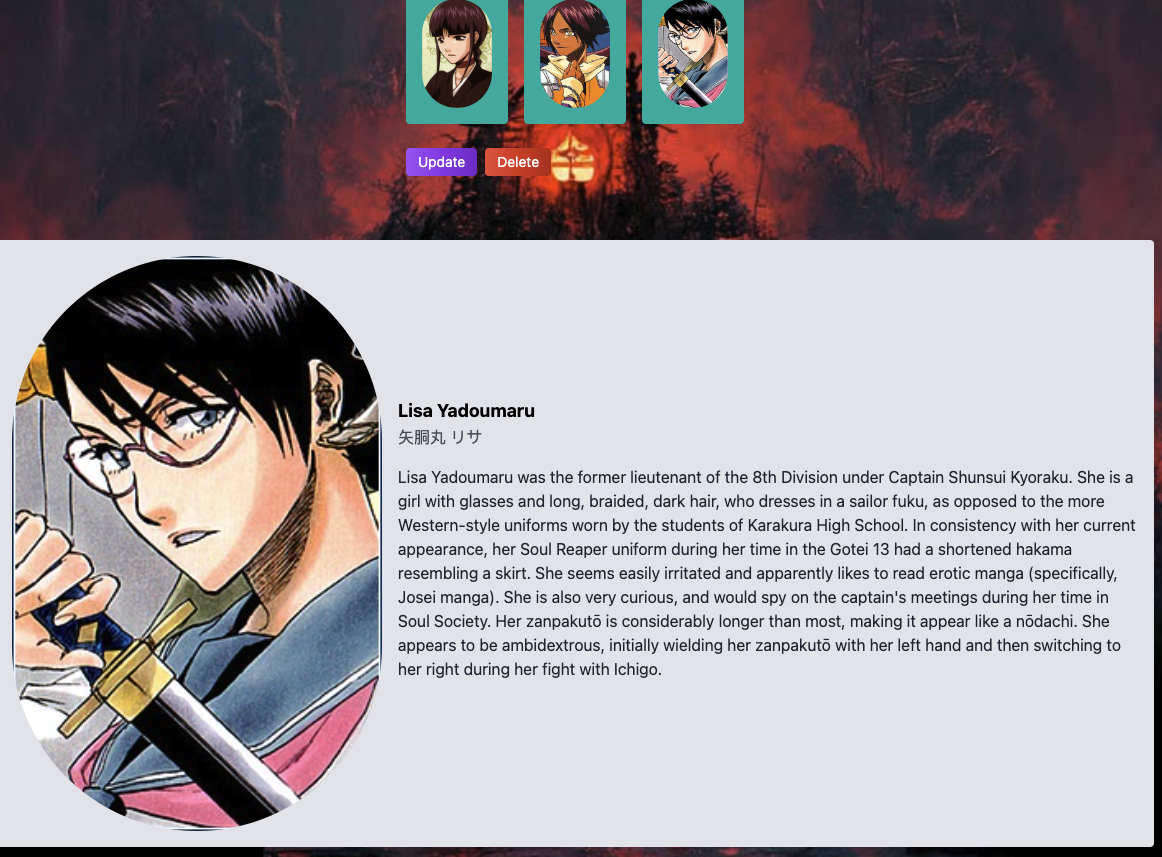 Update
Delete
Lisa Yadoumaru
矢胴丸 リサ
Lisa Yadoumaru was the former lieutenant of the 8th Division under Captain Shunsui Kyoraku. She is a
girl with glasses and long, braided, dark hair, who dresses in a sailor fuku, as opposed to the more
Western-style uniforms worn by the students of Karakura High School. In consistency with her current
appearance, her Soul Reaper uniform during her time in the Gotei 13 had a shortened hakama
resembling a skirt. She seems easily irritated and apparently likes to read erotic manga (specifically,
Josei manga). She is also very curious, and would spy on the captain's meetings during her time in
Soul Society. Her zanpakutō is considerably longer than most, making it appear like a nōdachi. She
appears to be ambidextrous, initially wielding her zanpakutō with her left hand and then switching to
her right during her fight with Ichigo.